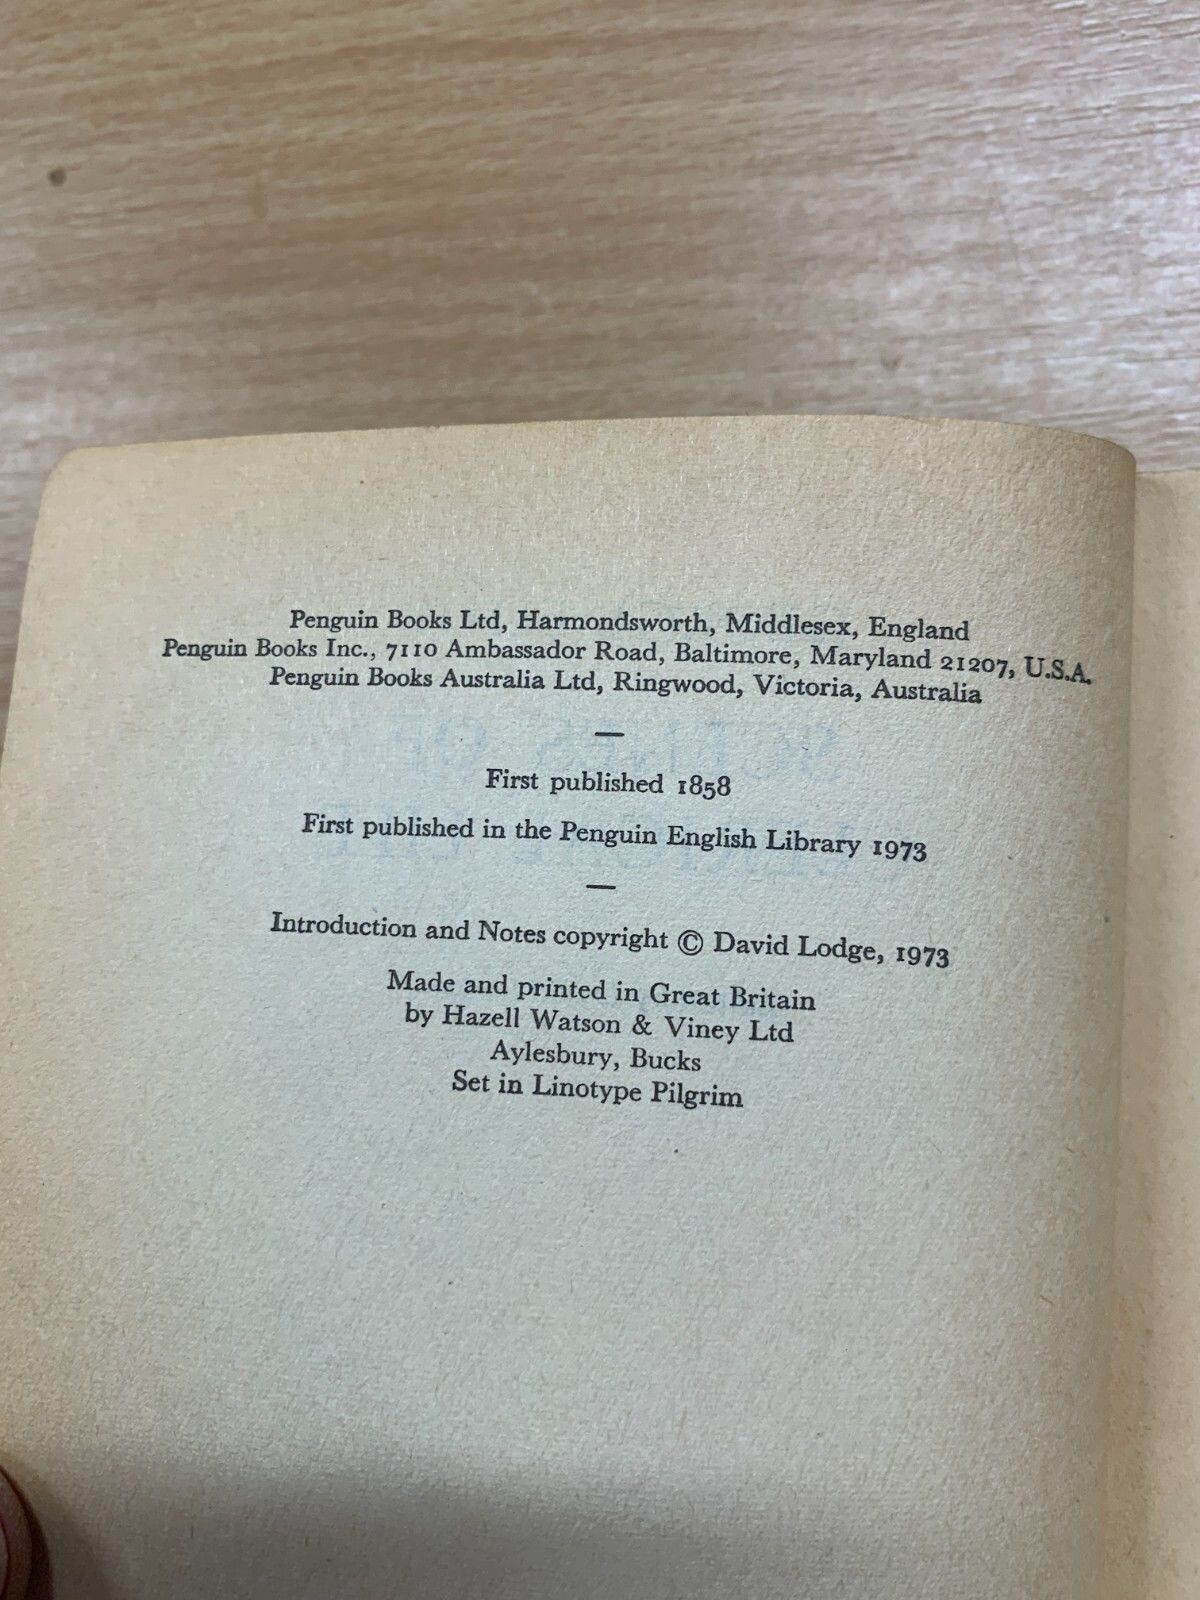 Penguin Books Ltd, Harmondsworth, Middlesex, England
Penguin Books Inc., 7110 Ambassador Road, Baltimore, Maryland 21207, U.S.A.
Penguin Books Australia Ltd, Ringwood, Victoria, Australia
—
First published 1858
First published in the Penguin English Library 1973
—
Introduction and Notes copyright © David Lodge, 1973
Made and printed in Great Britain
by Hazell Watson & Viney Ltd
Aylesbury, Bucks
Set in Linotype Pilgrim